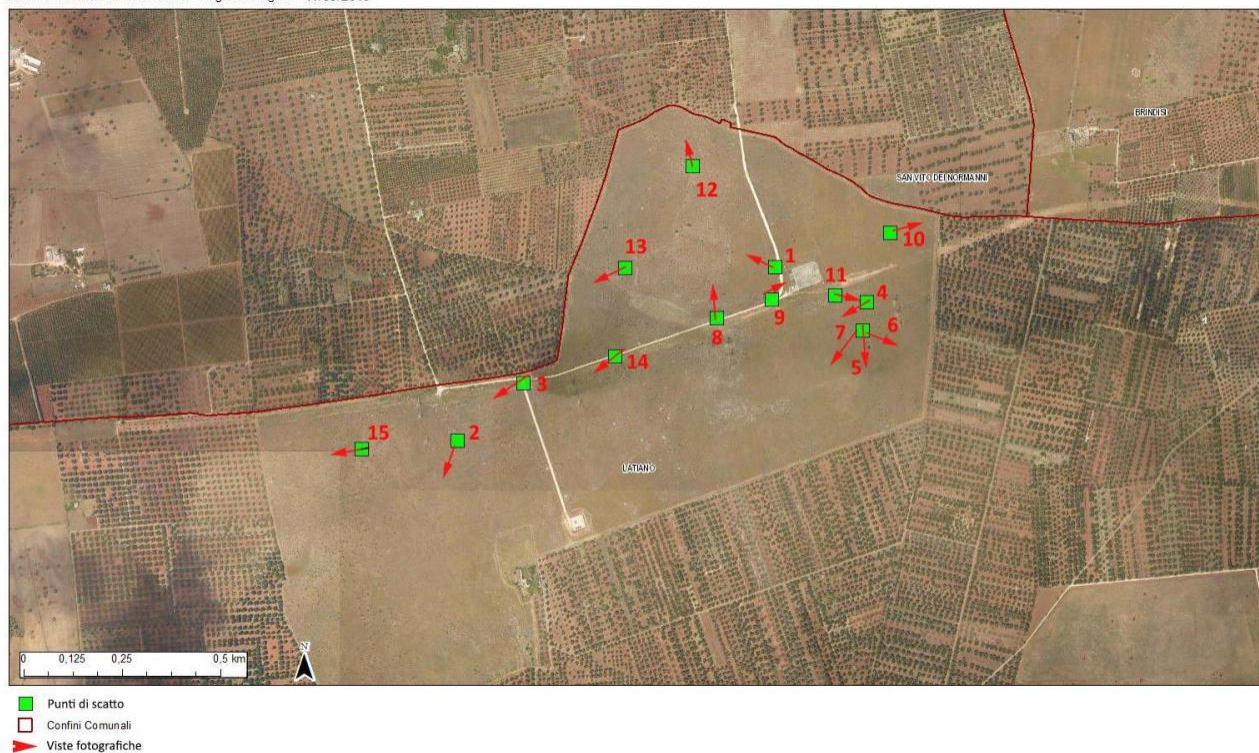 BRINDISI
SAN VITO DEI NORMANNI
12
10
13
1
11
4
9
6
7
8
5
14
3
15
2
LATIANO
N
0 0,125 0,25 0,5 km
Punti di scatto
Confini Comunali
Viste fotografiche